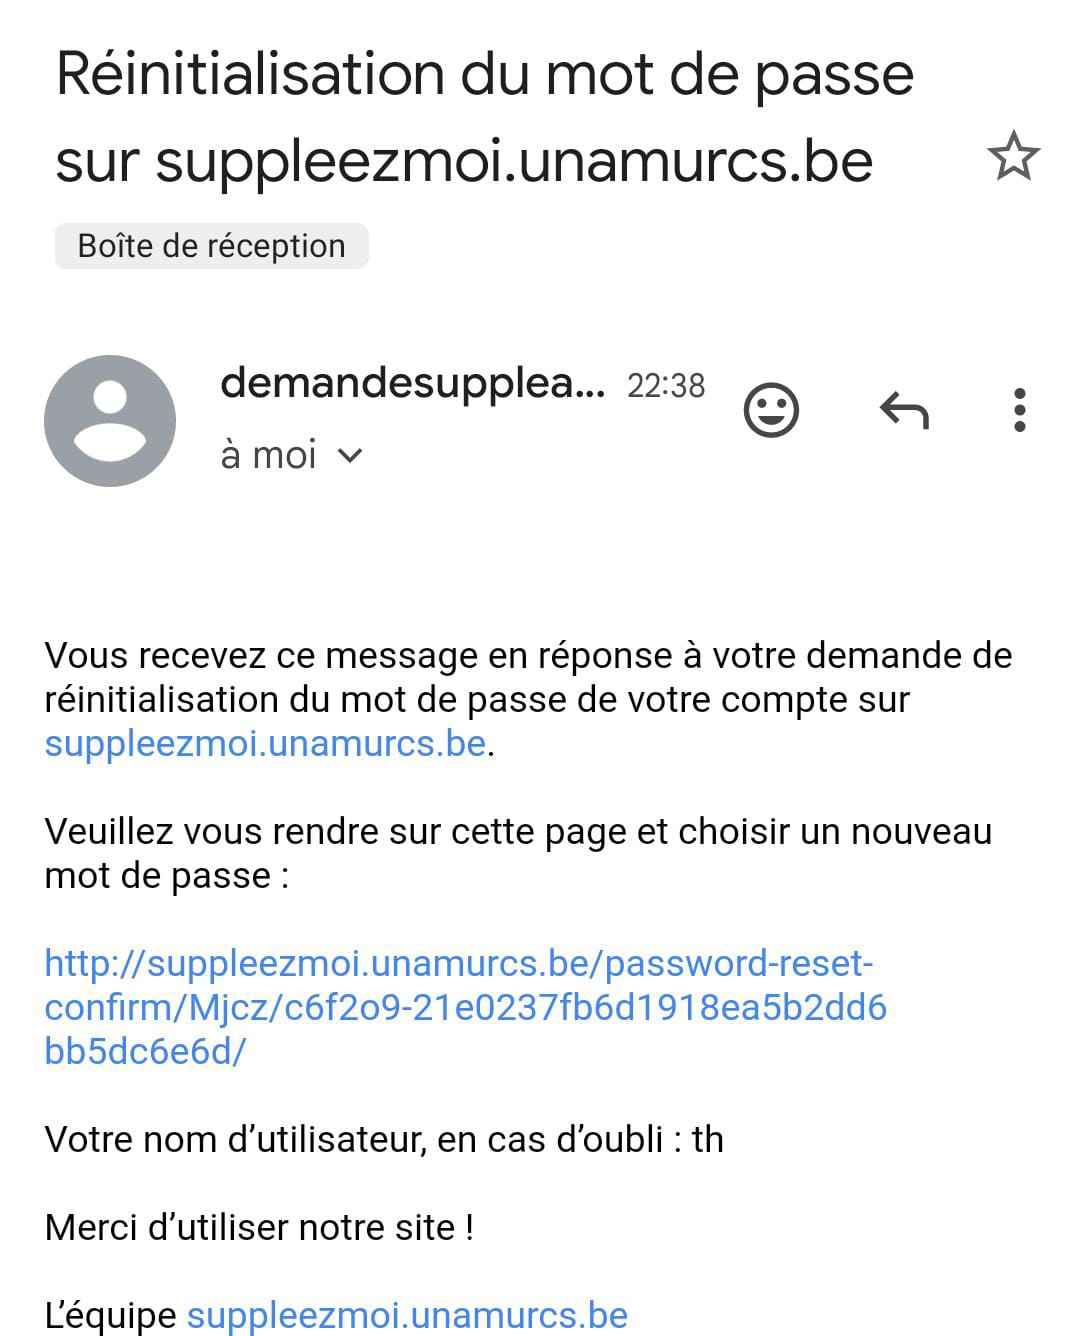 Réinitialisation du mot de passe
sur suppleezmoi.unamurcs.be
Boîte de réception
demandesupplea... 22:38
à moi
Vous recevez ce message en réponse à votre demande de
réinitialisation du mot de passe de votre compte sur
suppleezmoi.unamurcs.be.
Veuillez vous rendre sur cette page et choisir un nouveau
mot de passe :
http://suppleezmoi.unamurcs.be/password-reset-
confirm/Mjcz/c6f2o9-21e0237fb6d1918ea5b2dd6
bb5dc6e6d/
Votre nom d’utilisateur, en cas d’oubli : th
Merci d’utiliser notre site !
L’équipe suppleezmoi.unamurcs.be